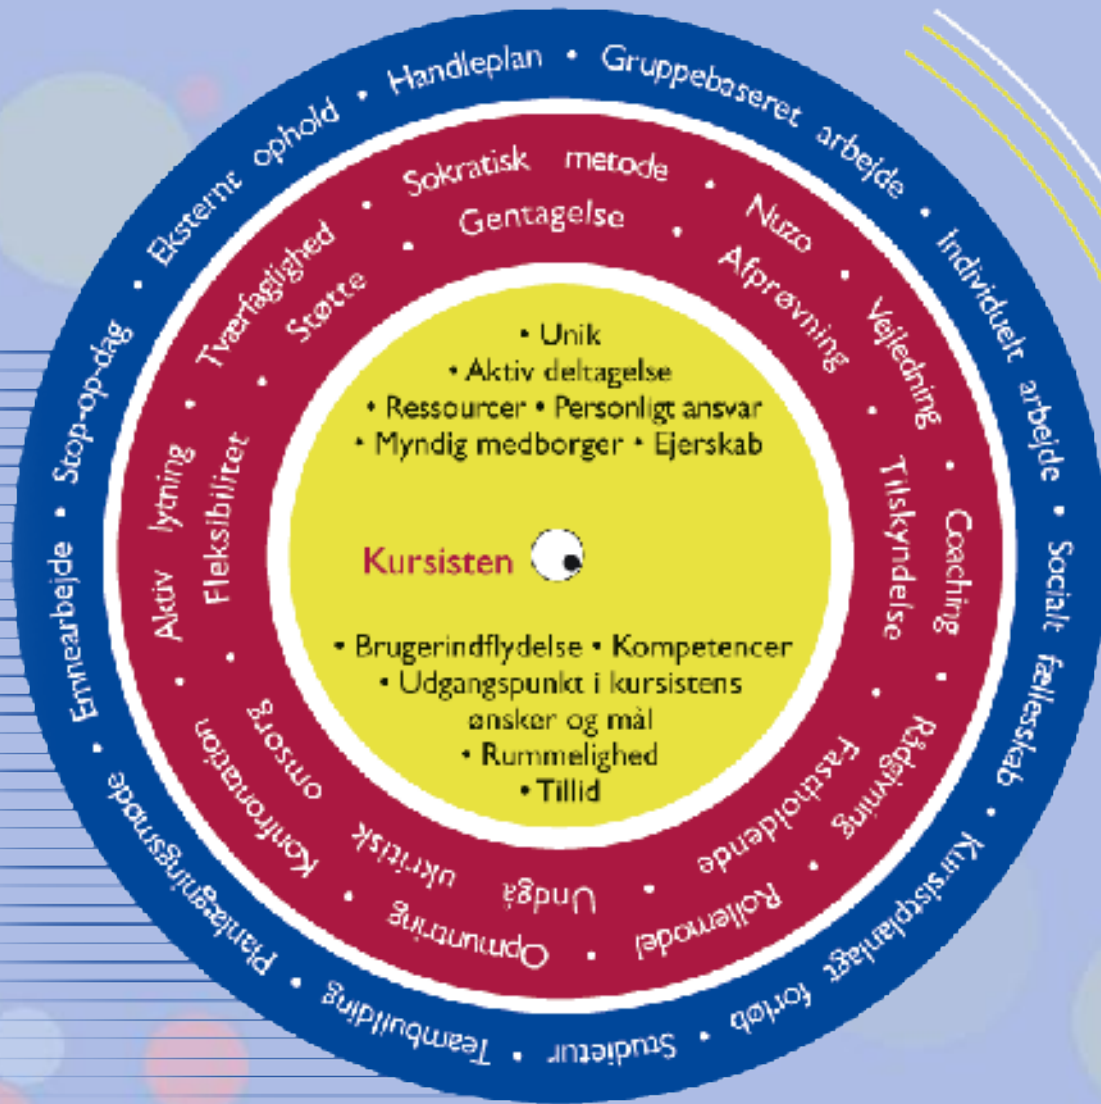 Handleplan • Gruppebaseret arbejde • Individuelt arbejde • Socialt fællesskab • Kursistplanlagt forløb • Studietur • Teambuilding • Planlægningsmøde • Emnearbejde • Stop-op-dag • Eksternt ophold •
Sokratisk metode • Nuzo • Vejledning • Coaching • Rådgivning • Rollemodel • Opmuntring • Konfrontation • Aktiv lytning • Tværfaglighed •
Gentagelse • Afprøvning • Tilskyndelse • Fastholdende • Undgå ukritisk omsorg • Fleksibilitet • Støtte •
• Unik
• Aktiv deltagelse
• Ressourcer • Personligt ansvar
• Myndig medborger • Ejerskab
Kursisten
• Brugerindflydelse • Kompetencer
• Udgangspunkt i kursistens
ønsker og mål
• Rummelighed
• Tillid